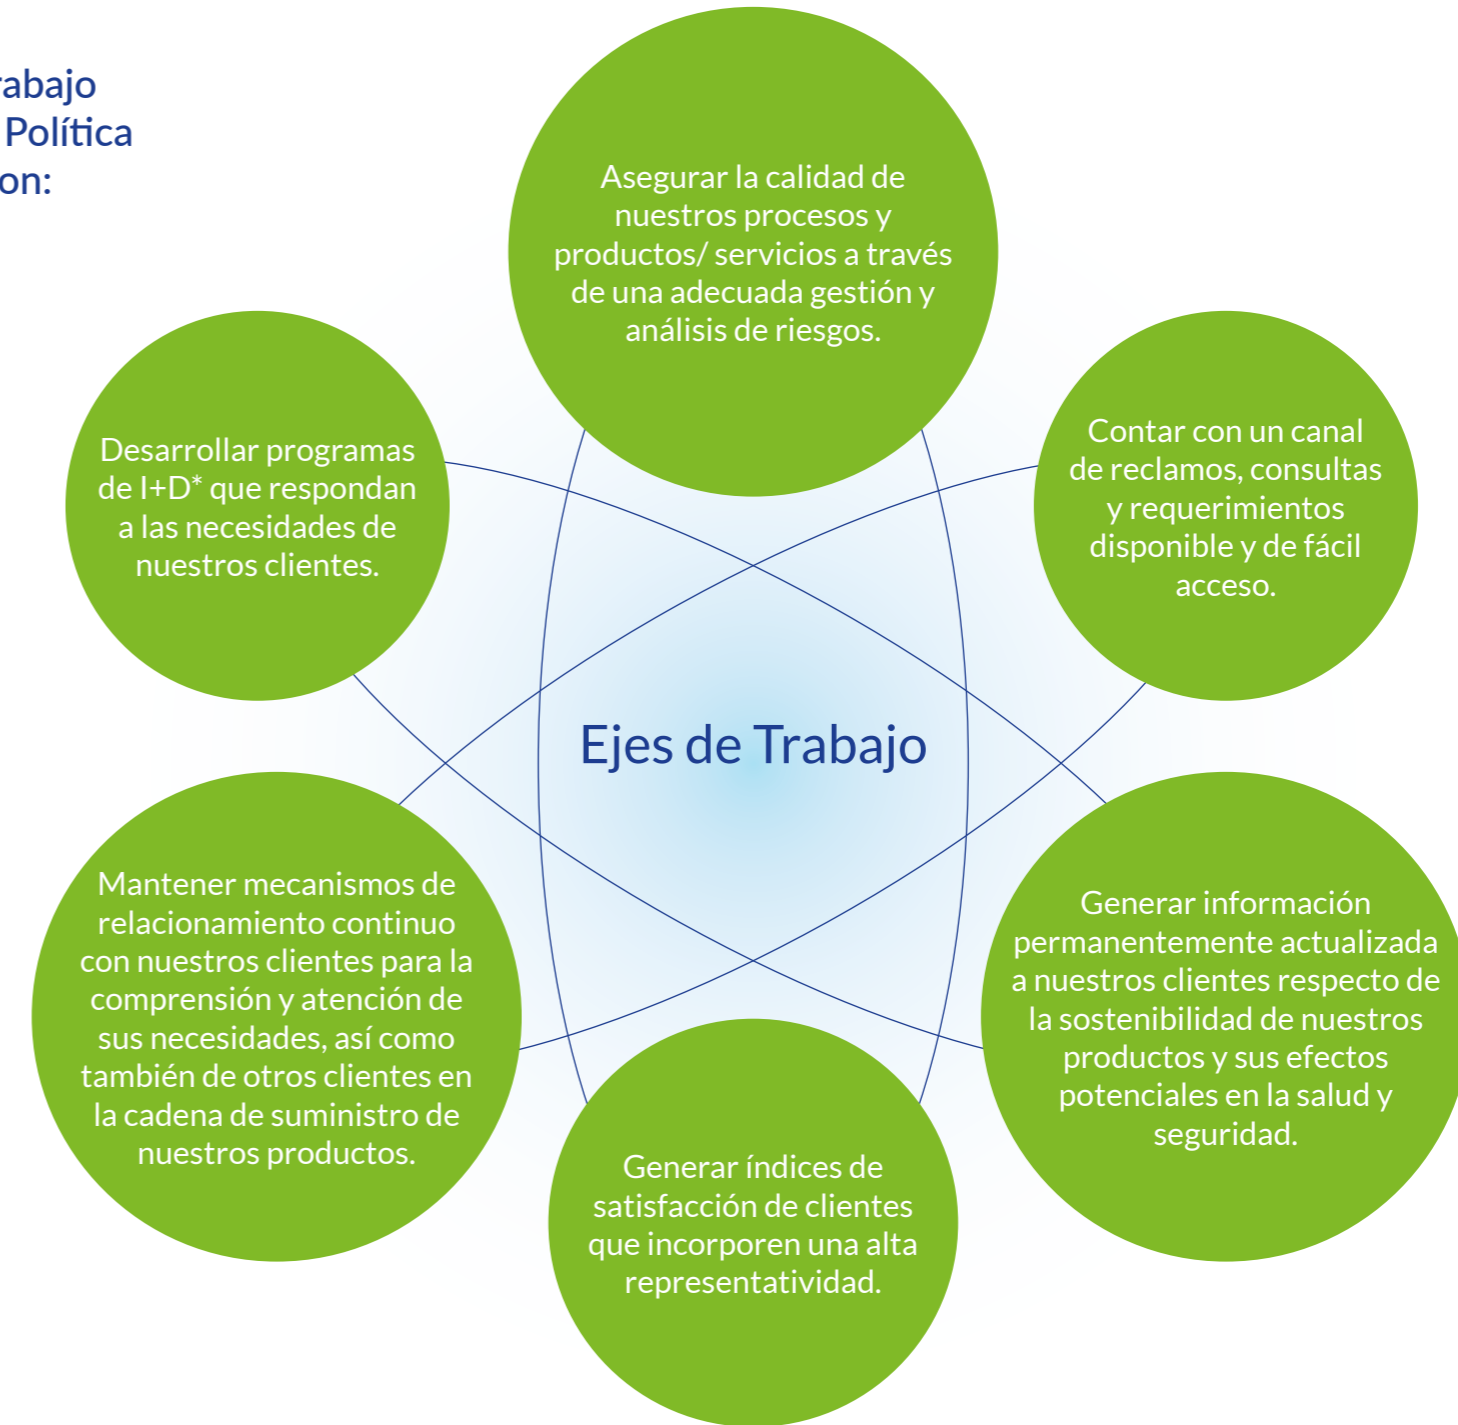 rabajo
Política
on:
Asegurar la calidad de
nuestros procesos y
productos/ servicios a través
de una adecuada gestión y
análisis de riesgos.
Desarrollar programas
de I+D* que respondan
a las necesidades de
nuestros clientes.
Contar con un canal
de reclamos, consultas
y requerimientos
disponible y de fácil
acceso.
Ejes de Trabajo
Mantener mecanismos de
relacionamiento continuo
con nuestros clientes para la
comprensión y atención de
sus necesidades, así como
también de otros clientes en
la cadena de suministro de
nuestros productos.
Generar información
permanentemente actualizada
a nuestros clientes respecto de
la sostenibilidad de nuestros
productos y sus efectos
potenciales en la salud y
seguridad.
Generar índices de
satisfacción de clientes
que incorporen una alta
representatividad.